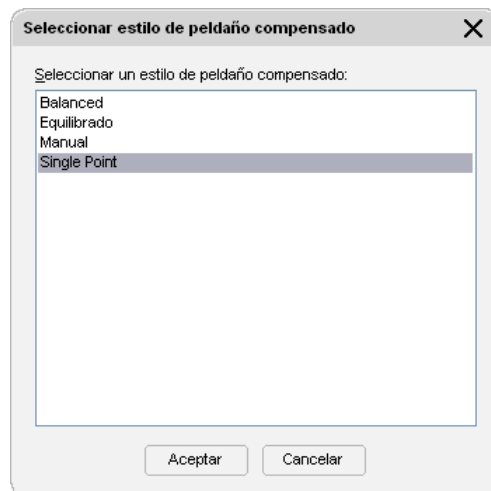 Seleccionar estilo de peldaño compensado
Seleccionar un estilo de peldaño compensado:
Balanced
Equilibrado
Manual
Single Point
Aceptar
Cancelar